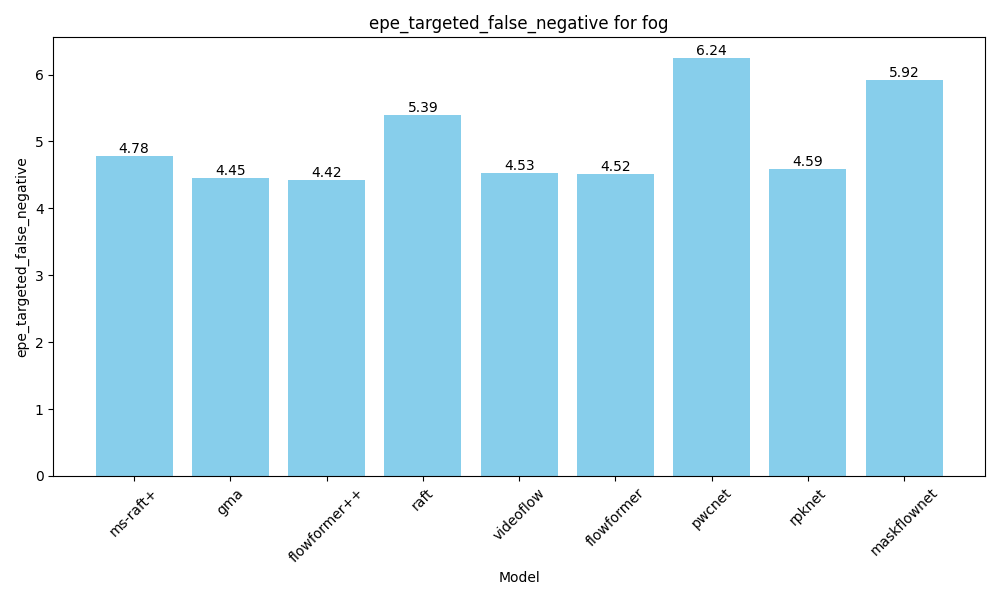 epe_targeted_false_negative for fog
epe_targeted_false_negative
6
5
4
3
2
1
0
4.78
4.45
4.42
5.39
4.53
4.52
6.24
4.59
5.92
ms-raft+
gma
flowformer++
raft
videoflow
flowformer
pwcnet
rpknet
maskflownet
Model